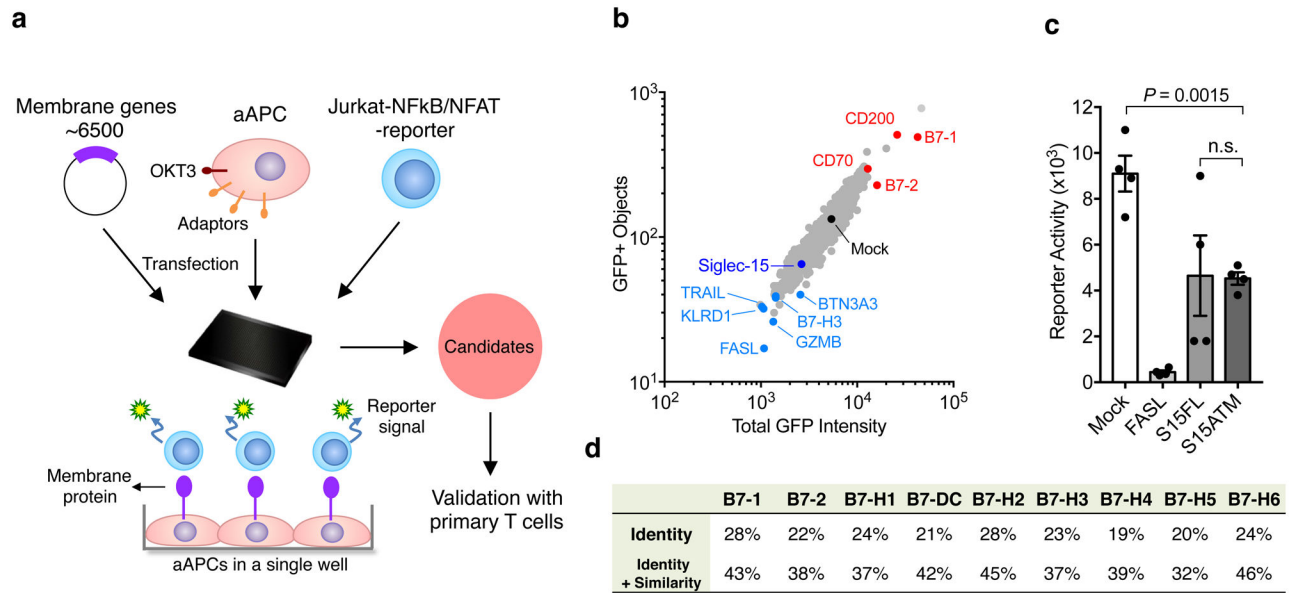 a
Membrane genes
~6500
aAPC
Jurkat-NFkB/NFAT
-reporter
OKT3
Adaptors
Transfection
Candidates
Reporter
signal
Membrane
protein
aAPCs in a single well
Validation with
primary T cells
b
GFP+ Objects
10³
10²
10¹
CD200
B7-1
CD70
B7-2
Mock
Siglec-15
TRAIL
BTN3A3
KLRD1
B7-H3
GZMB
FASL
10² 10³ 10⁴ 10⁵
Total GFP Intensity
c
P = 0.0015
n.s.
Reporter Activity (x10³)
12
10
8
6
4
2
0
Mock
FASL
S15FL
S15ATM
d
B7-1 B7-2 B7-H1 B7-DC B7-H2 B7-H3 B7-H4 B7-H5 B7-H6
Identity 28% 22% 24% 21% 28% 23% 19% 20% 24%
Identity
+ Similarity 43% 38% 37% 42% 45% 37% 39% 32% 46%